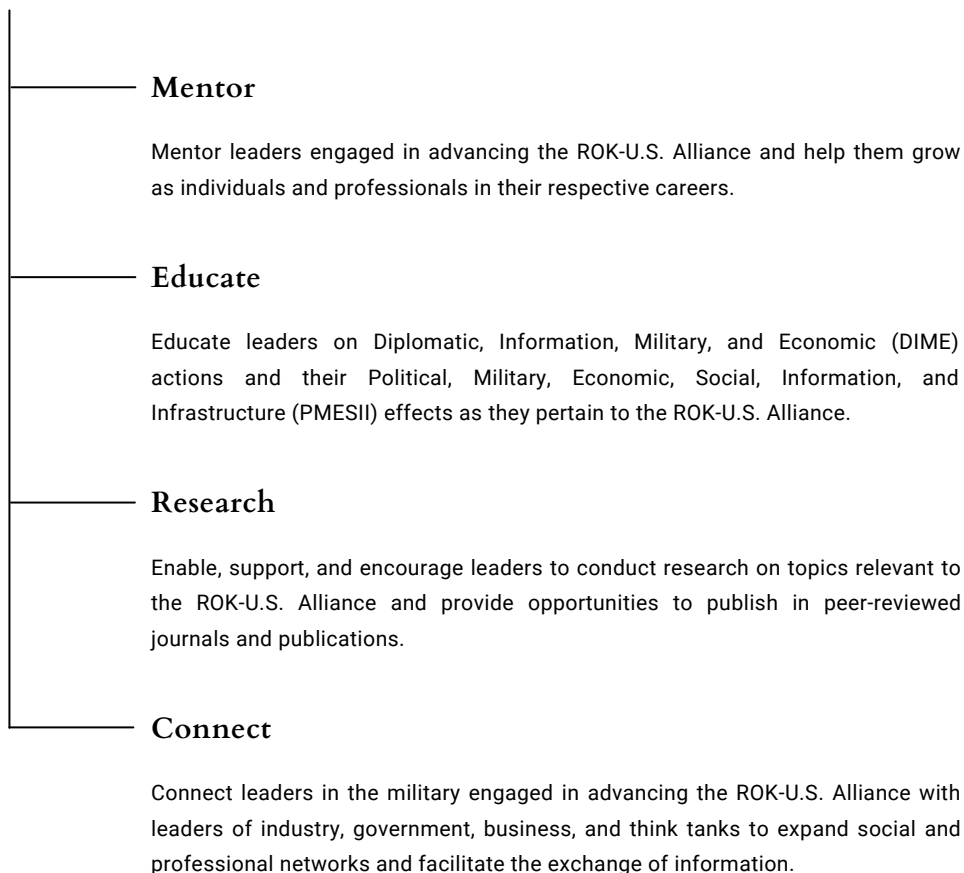 Mentor
Mentor leaders engaged in advancing the ROK-U.S. Alliance and help them grow
as individuals and professionals in their respective careers.
Educate
Educate leaders on Diplomatic, Information, Military, and Economic (DIME)
actions and their Political, Military, Economic, Social, Information, and
Infrastructure (PMESII) effects as they pertain to the ROK-U.S. Alliance.
Research
Enable, support, and encourage leaders to conduct research on topics relevant to
the ROK-U.S. Alliance and provide opportunities to publish in peer-reviewed
journals and publications.
Connect
Connect leaders in the military engaged in advancing the ROK-U.S. Alliance with
leaders of industry, government, business, and think tanks to expand social and
professional networks and facilitate the exchange of information.